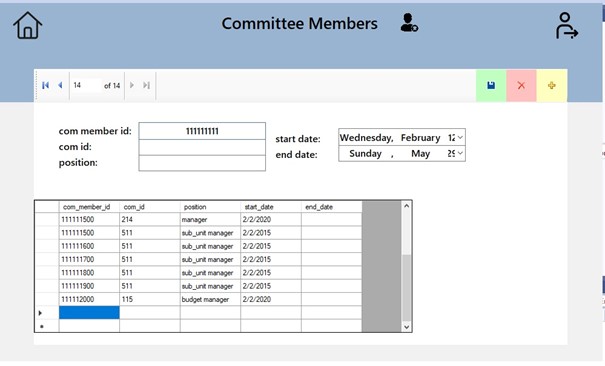 Committee Members
14 of 14
com member id: 111111111
com id:
position:
start date: Wednesday, February 12
end date: Sunday , May 29
com_member_id com_id position start_date end_date
111111500 214 manager 2/2/2020
111111500 511 sub_unit manager 2/2/2015
111111600 511 sub_unit manager 2/2/2015
111111700 511 sub_unit manager 2/2/2015
111111800 511 sub_unit manager 2/2/2015
111111900 511 sub_unit manager 2/2/2015
111112000 115 budget manager 2/2/2020